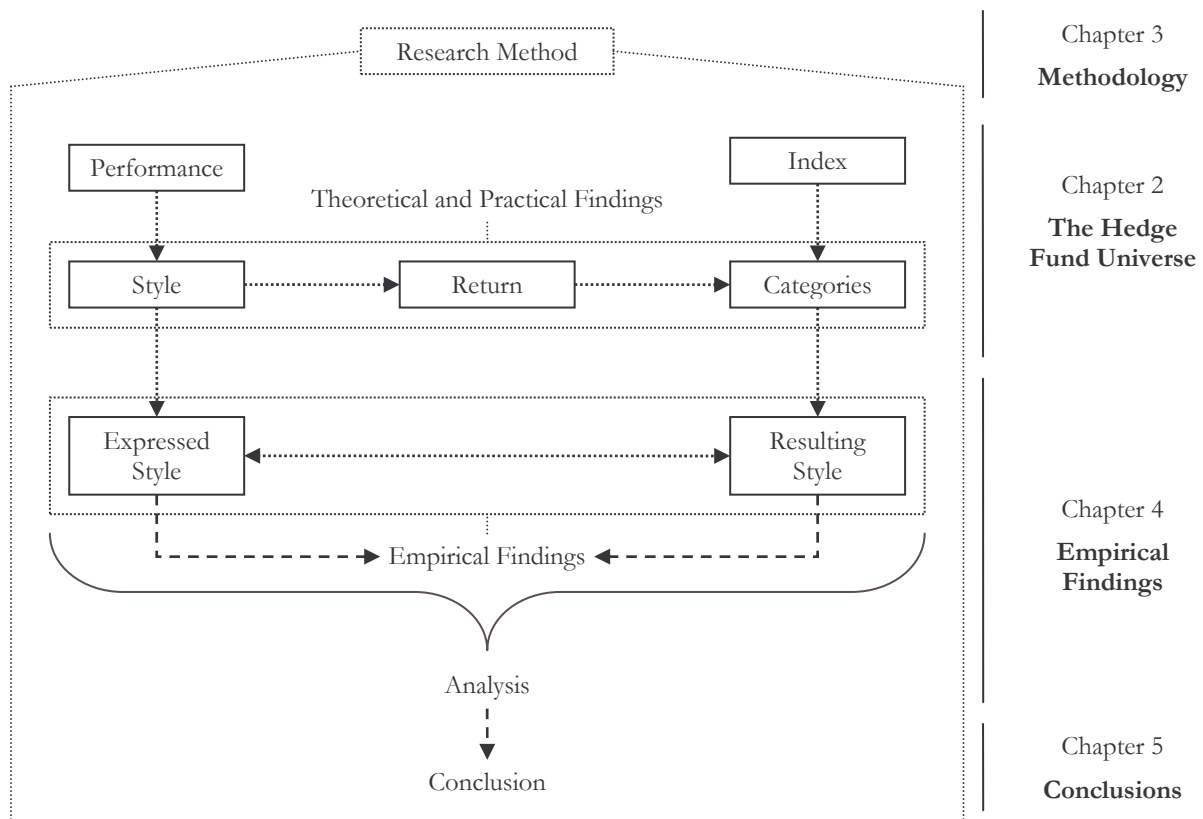 Research Method
Chapter 3
Methodology
Performance
Index
Theoretical and Practical Findings
Style
Return
Categories
Chapter 2
The Hedge
Fund Universe
Expressed
Style
Resulting
Style
Empirical Findings
Chapter 4
Empirical
Findings
Analysis
Conclusion
Chapter 5
Conclusions